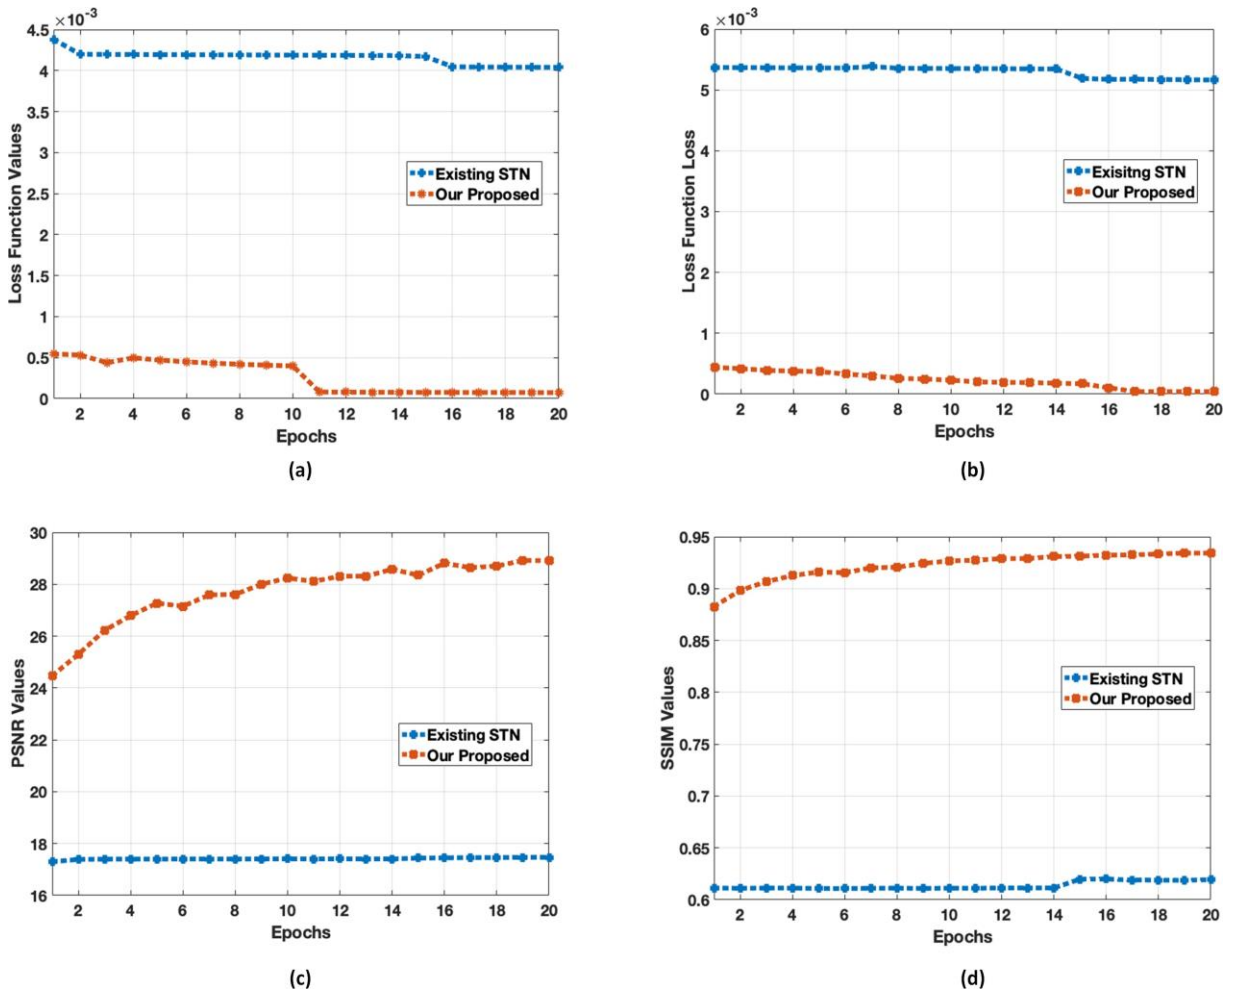 ×10⁻³
4.5
4
3.5
3
2.5
2
1.5
1
0.5
0
Loss Function Values
Existing STN
Our Proposed
2 4 6 8 10 12 14 16 18 20
Epochs
(a)
×10⁻³
6
5
4
3
2
1
0
Loss Function Loss
Exisitng STN
Our Proposed
2 4 6 8 10 12 14 16 18 20
Epochs
(b)
30
28
26
24
22
20
18
16
PSNR Values
Existing STN
Our Proposed
2 4 6 8 10 12 14 16 18 20
Epochs
(c)
0.95
0.9
0.85
0.8
0.75
0.7
0.65
0.6
SSIM Values
Existing STN
Our Proposed
2 4 6 8 10 12 14 16 18 20
Epochs
(d)